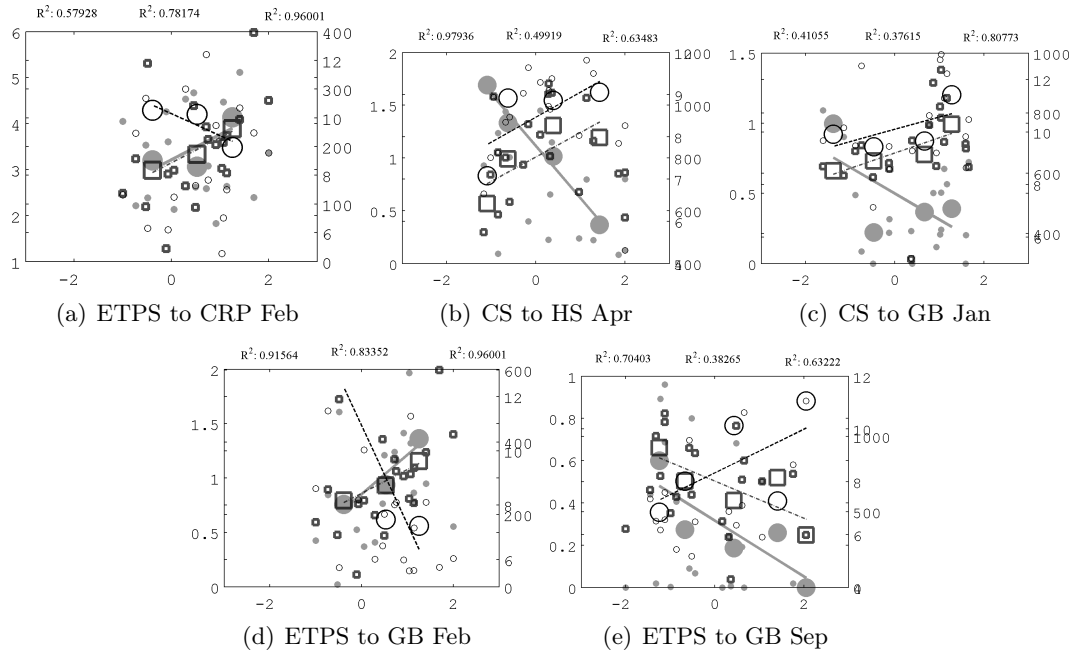 R²: 0.57928 R²: 0.78174 R²: 0.96001
6 5 4 3 2 1
400 12 300 10 200 8 100 6 0
-2 0 2
(a) ETPS to CRP Feb
R²: 0.97936 R²: 0.49919 R²: 0.63483
2 1.5 1 0.5 0
9 1000 8 800 7 600 6
-2 0 2
(b) CS to HS Apr
R²: 0.41055 R²: 0.37615 R²: 0.80773
1.5 1 0.5 0
1000 12 800 10 600 8 400
-2 0 2
(c) CS to GB Jan
R²: 0.91564 R²: 0.83352 R²: 0.96001
2 1.5 1 0.5 0
600 12 400 10 8 200 6 0
-2 0 2
(d) ETPS to GB Feb
R²: 0.70403 R²: 0.38265 R²: 0.63222
1 0.8 0.6 0.4 0.2 0
12 10 1000 8 500 6
-2 0 2
(e) ETPS to GB Sep